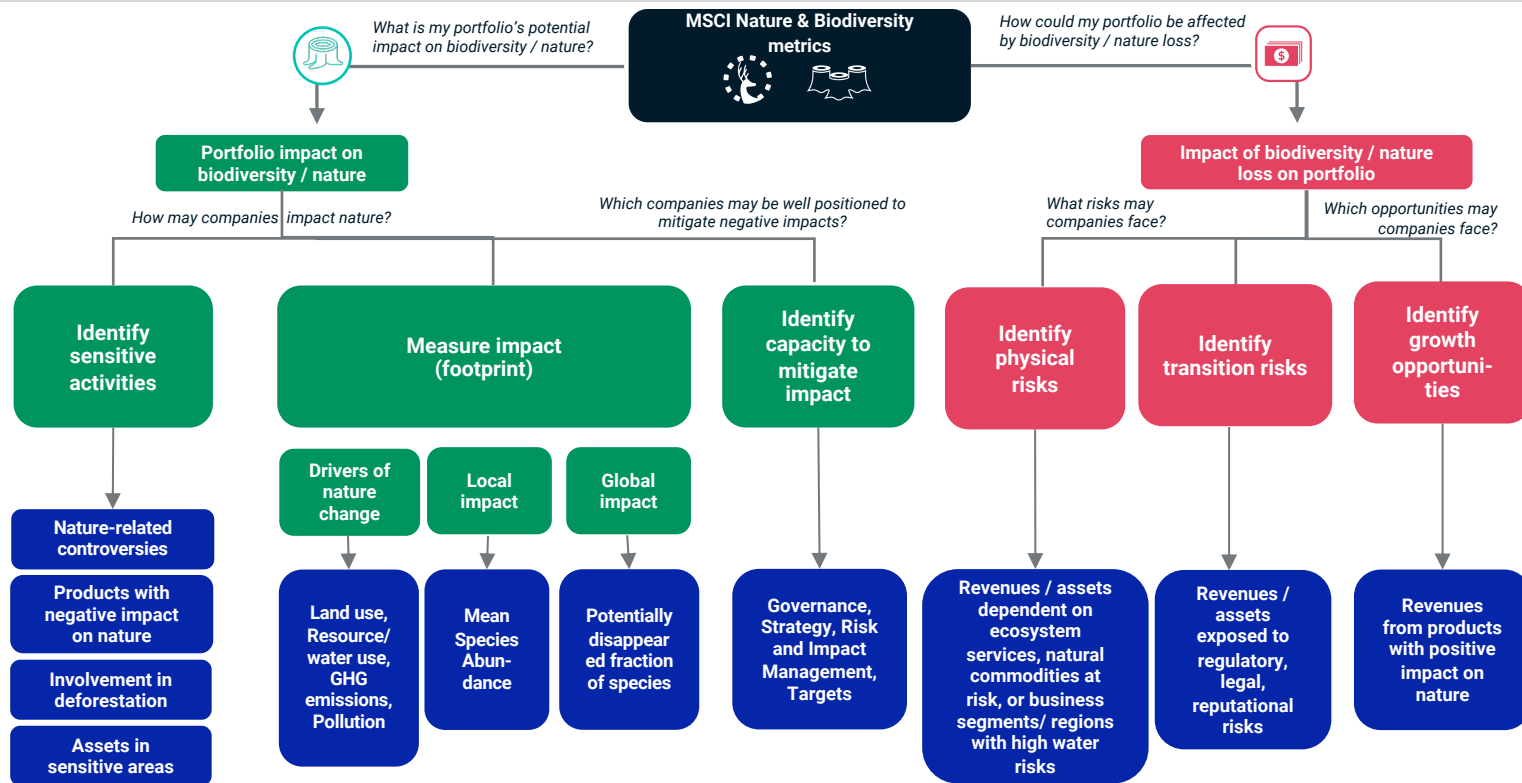 What is my portfolio's potential
impact on biodiversity / nature?
MSCI Nature & Biodiversity
metrics
How could my portfolio be affected
by biodiversity / nature loss?
$
Portfolio impact on
biodiversity / nature
Impact of biodiversity / nature
loss on portfolio
How may companies impact nature?
Which companies may be well positioned to
mitigate negative impacts?
What risks may
companies face?
Which opportunities may
companies face?
Identify
sensitive
activities
Measure impact
(footprint)
Identify
capacity to
mitigate
impact
Identify
physical
risks
Identify
transition risks
Identify
growth
opportuni-
ties
Drivers of
nature
change
Local
impact
Global
impact
Nature-related
controversies
Products with
negative impact
on nature
Involvement in
deforestation
Assets in
sensitive areas
Land use,
Resource/
water use,
GHG
emissions,
Pollution
Mean
Species
Abun-
dance
Potentially
disappear
ed fraction
of species
Governance,
Strategy, Risk
and Impact
Management,
Targets
Revenues / assets
dependent on
ecosystem
services, natural
commodities at
risk, or business
segments/ regions
with high water
risks
Revenues /
assets
exposed to
regulatory,
legal,
reputational
risks
Revenues
from products
with positive
impact on
nature